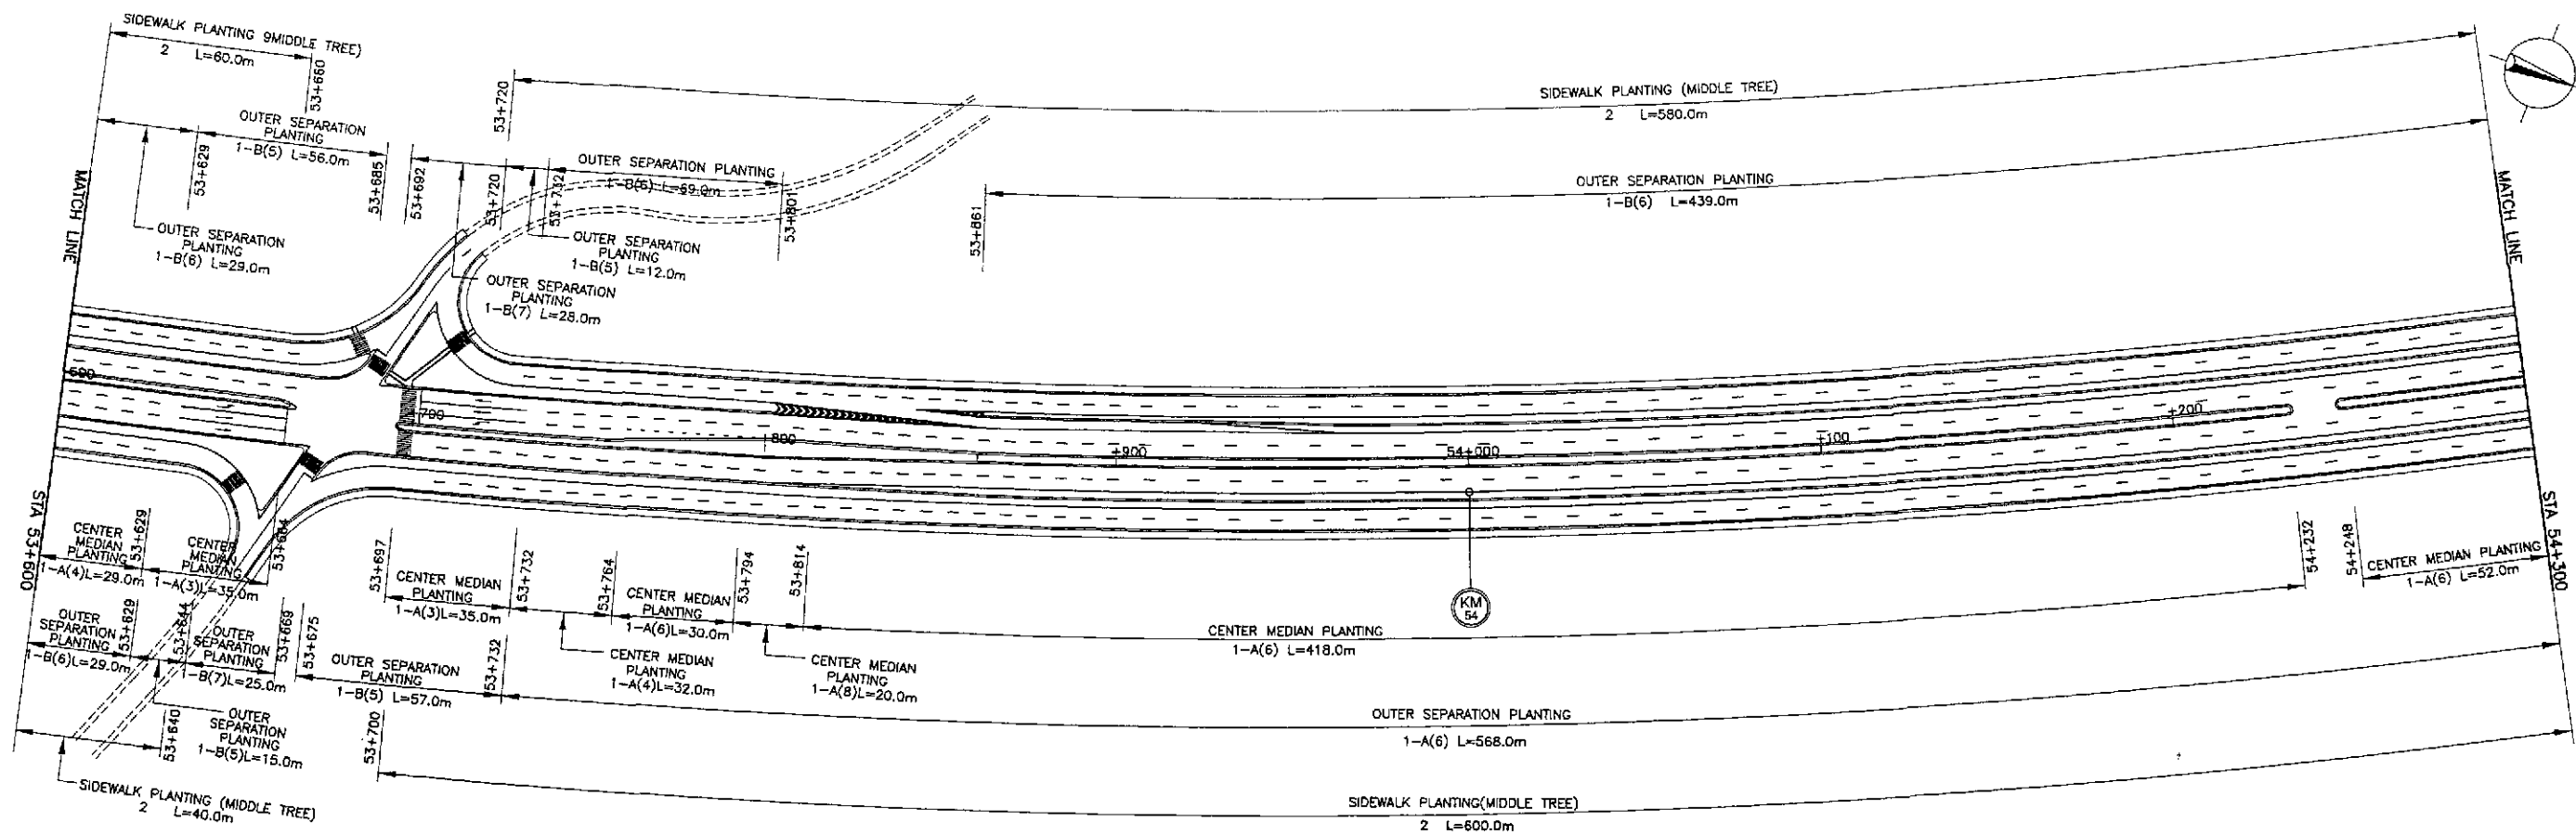 SIDEWALK PLANTING 9MIDDLE TREE)
2 L=60.0m
53+660
53+720
SIDEWALK PLANTING (MIDDLE TREE)
2 L=580.0m
OUTER SEPARATION
PLANTING
1-B(5) L=56.0m
53+629
53+685
53+692
53+720
53+732
OUTER SEPARATION PLANTING
1-B(6) L=69.0m
53+801
53+861
OUTER SEPARATION PLANTING
1-B(6) L=439.0m
MATCH LINE
MATCH LINE
OUTER SEPARATION
PLANTING
1-B(6) L=29.0m
OUTER SEPARATION
PLANTING
1-B(5) L=12.0m
OUTER SEPARATION
PLANTING
1-B(7) L=28.0m
+700
800
+900
54+000
+100
+200
STA 53+600
STA 54+300
KM
54
CENTER
MEDIAN
PLANTING
1-A(4)L=29.0m
53+629
CENTER
MEDIAN
PLANTING
1-A(3)L=35.0m
53+697
CENTER MEDIAN
PLANTING
1-A(3)L=35.0m
53+732
53+764
CENTER MEDIAN
PLANTING
1-A(6)L=30.0m
53+794
53+814
CENTER MEDIAN PLANTING
1-A(6) L=418.0m
54+232
54+248
CENTER MEDIAN PLANTING
1-A(6) L=52.0m
OUTER
SEPARATION
PLANTING
1-B(6)L=29.0m
53+629
53+644
OUTER
SEPARATION
PLANTING
1-B(7)L=25.0m
53+669
53+675
OUTER SEPARATION
PLANTING
1-B(5) L=57.0m
53+732
CENTER MEDIAN
PLANTING
1-A(4)L=32.0m
CENTER MEDIAN
PLANTING
1-A(8)L=20.0m
OUTER SEPARATION PLANTING
1-A(6) L=568.0m
OUTER
SEPARATION
PLANTING
1-B(5)L=15.0m
53+640
53+700
SIDEWALK PLANTING (MIDDLE TREE)
2 L=40.0m
SIDEWALK PLANTING(MIDDLE TREE)
2 L=600.0m